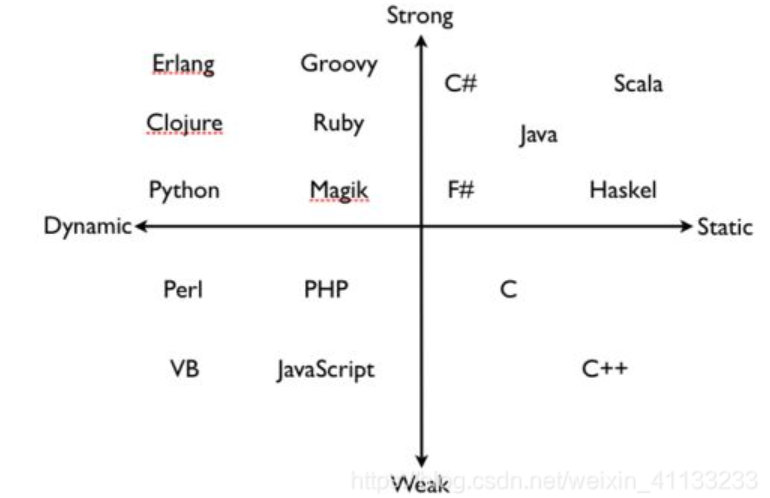 Strong
Erlang Groovy C# Scala
Clojure Ruby Java
Python Magik F# Haskel
Dynamic Static
Perl PHP C
VB JavaScript C++
Weak
https://blog.csdn.net/weixin_41133233